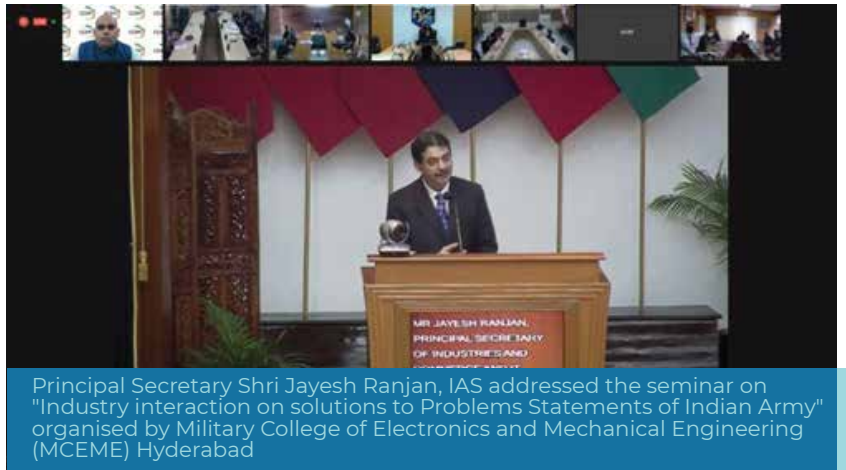 MR JAYESH RANJAN,
PRINCIPAL SECRETARY
OF INDUSTRIES AND
Principal Secretary Shri Jayesh Ranjan, IAS addressed the seminar on
"Industry interaction on solutions to Problems Statements of Indian Army"
organised by Military College of Electronics and Mechanical Engineering
(MCEME) Hyderabad